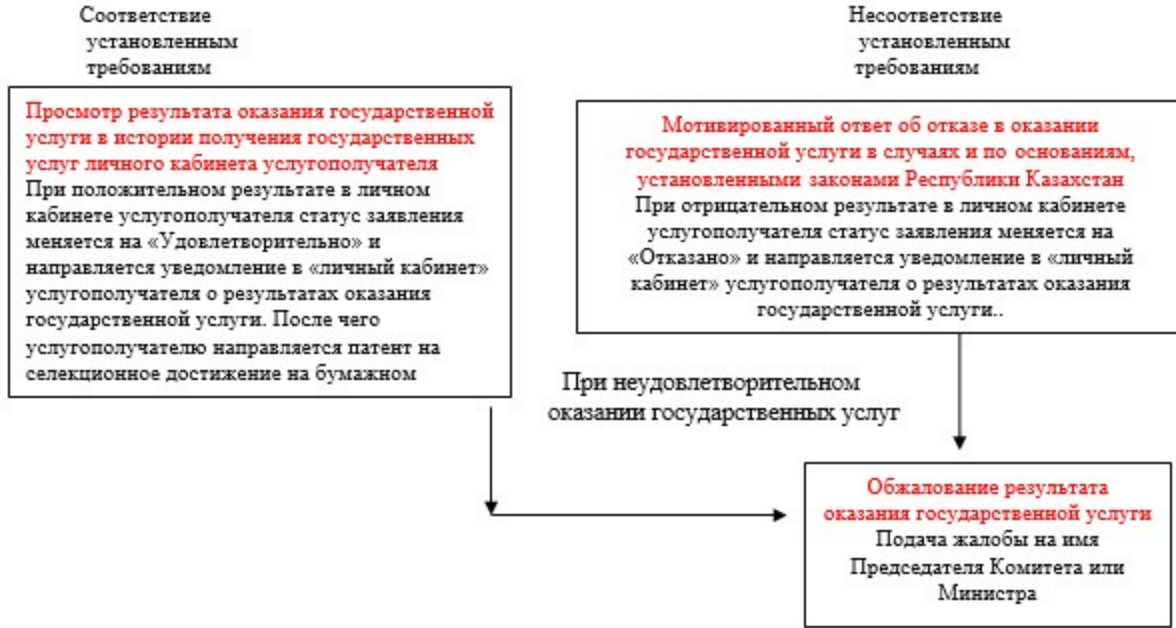 Соответствие
установленным
требованиям
Просмотр результата оказания государственной
услуги в истории получения государственных
услуг личного кабинета услугополучателя
При положительном результате в личном
кабинете услугополучателя статус заявления
меняется на «Удовлетворительно» и
направляется уведомление в «личный кабинет»
услугополучателя о результатах оказания
государственной услуги. После чего
услугополучателю направляется патент на
селекционное достижение на бумажном
Несоответствие
установленным
требованиям
Мотивированный ответ об отказе в оказании
государственной услуги в случаях и по основаниям,
установленными законами Республики Казахстан
При отрицательном результате в личном кабинете
услугополучателя статус заявления меняется на
«Отказано» и направляется уведомление в «личный
кабинет» услугополучателя о результатах оказания
государственной услуги..
При неудовлетворительном
оказании государственных услуг
Обжалование результата
оказания государственной услуги
Подача жалобы на имя
Председателя Комитета или
Министра